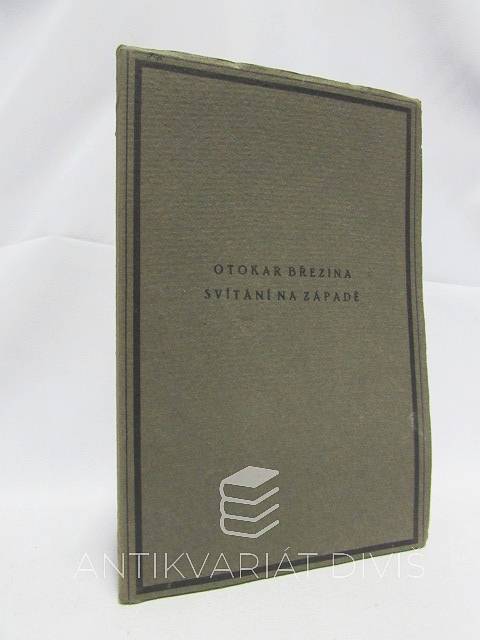 OTOKAR BŘEZINA
SVÍTÁNÍ NA ZÁPADĚ
ANTIKVARIÁT DIVIŠ